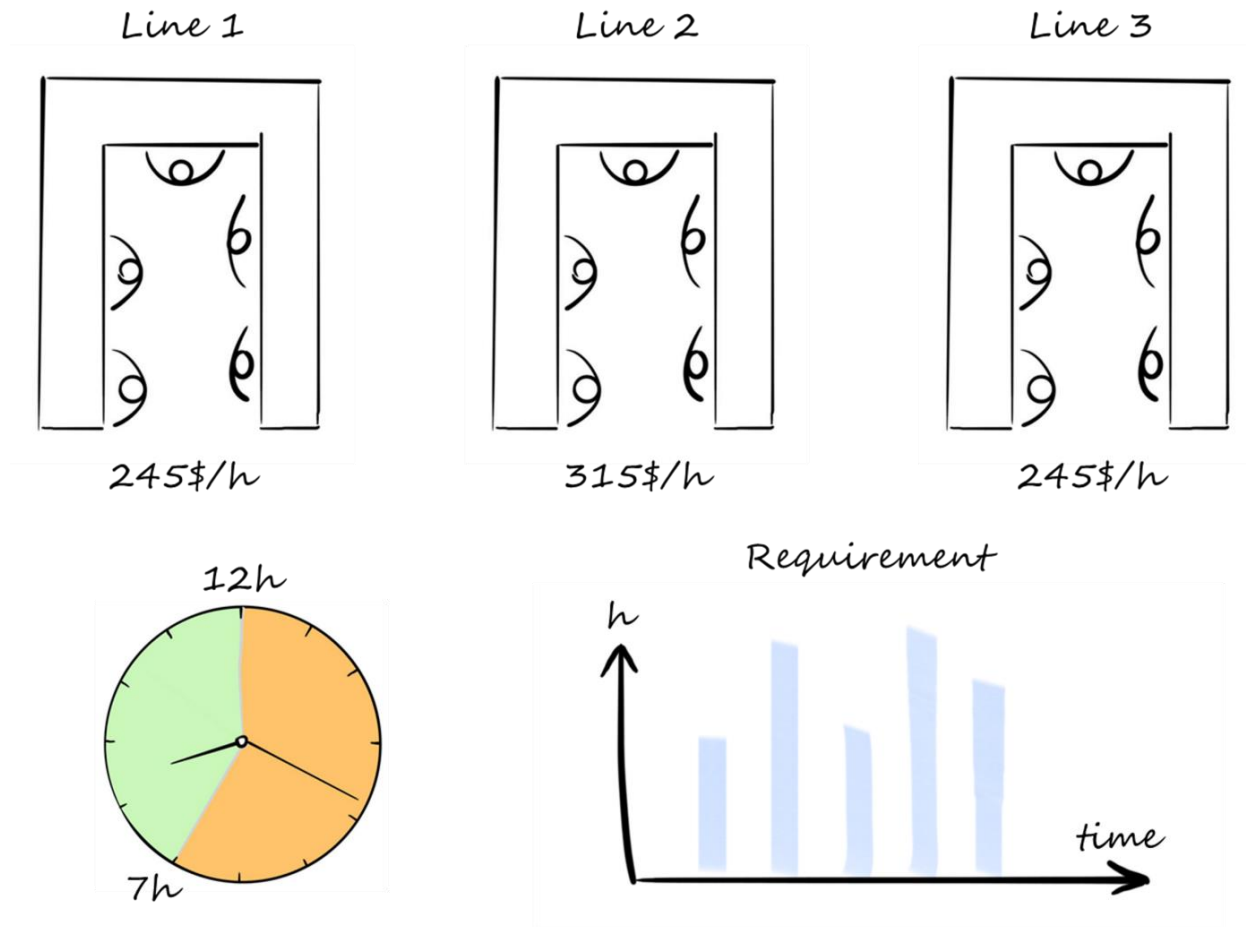 Line 1
Line 2
Line 3
245$/h
315$/h
245$/h
12h
7h
Requirement
h
time